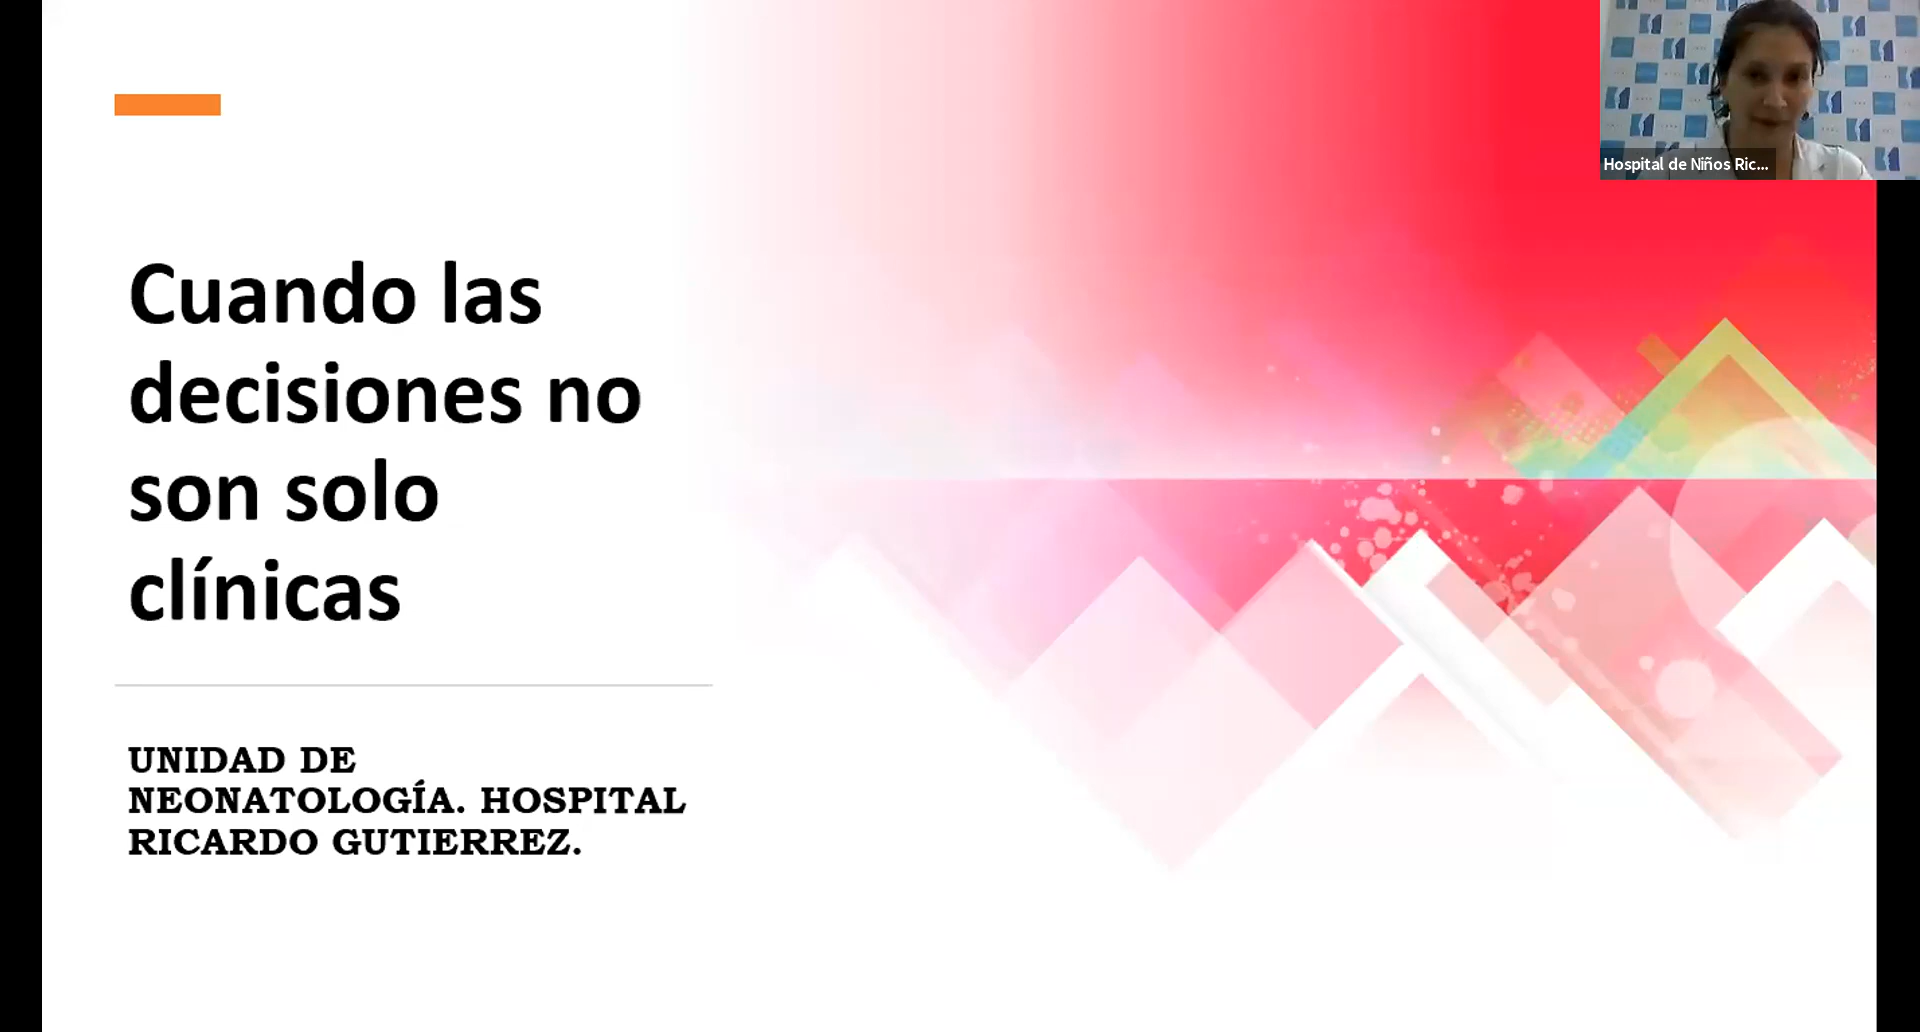 Hospital de Niños Ric...
Cuando las
decisiones no
son solo
clínicas
UNIDAD DE
NEONATOLOGÍA. HOSPITAL
RICARDO GUTIERREZ.